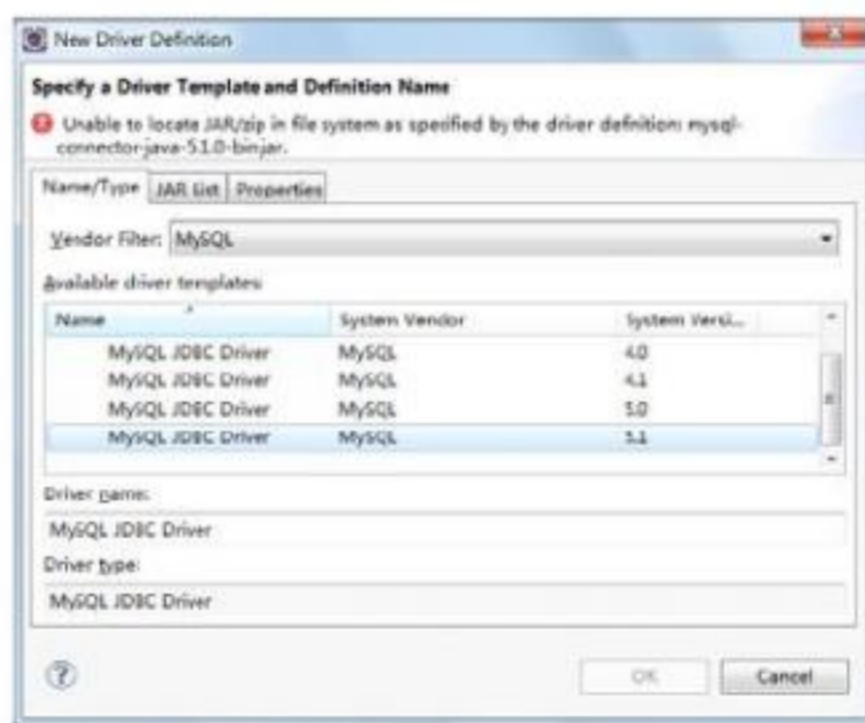 New Driver Definition
Specify a Driver Template and Definition Name
Unable to locate JAR/zip in file system as specified by the driver definition: mysql-
connector-java-5.1.0-bin.jar.
Name/Type JAR List Properties
Vendor Filter: MySQL
Available driver templates:
Name System Vendor System Versi...
MySQL JDBC Driver MySQL 4.0
MySQL JDBC Driver MySQL 4.1
MySQL JDBC Driver MySQL 5.0
MySQL JDBC Driver MySQL 5.1
Driver name:
MySQL JDBC Driver
Driver type:
MySQL JDBC Driver
? OK Cancel